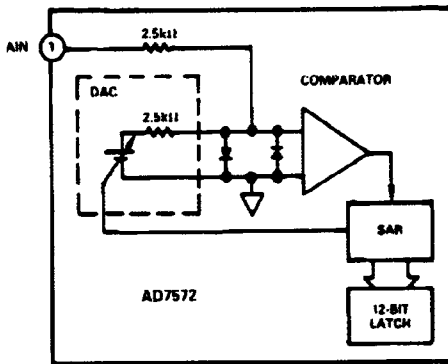 AIN
1
2.5kΩ
COMPARATOR
DAC
2.5kΩ
SAR
AD7572
12-BIT
LATCH